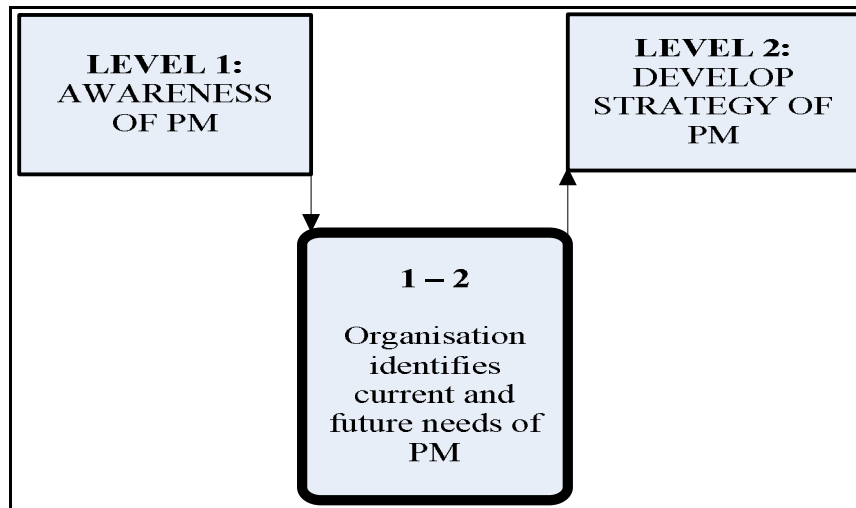 LEVEL 1:
AWARENESS
OF PM
LEVEL 2:
DEVELOP
STRATEGY OF
PM
1 – 2
Organisation
identifies
current and
future needs of
PM